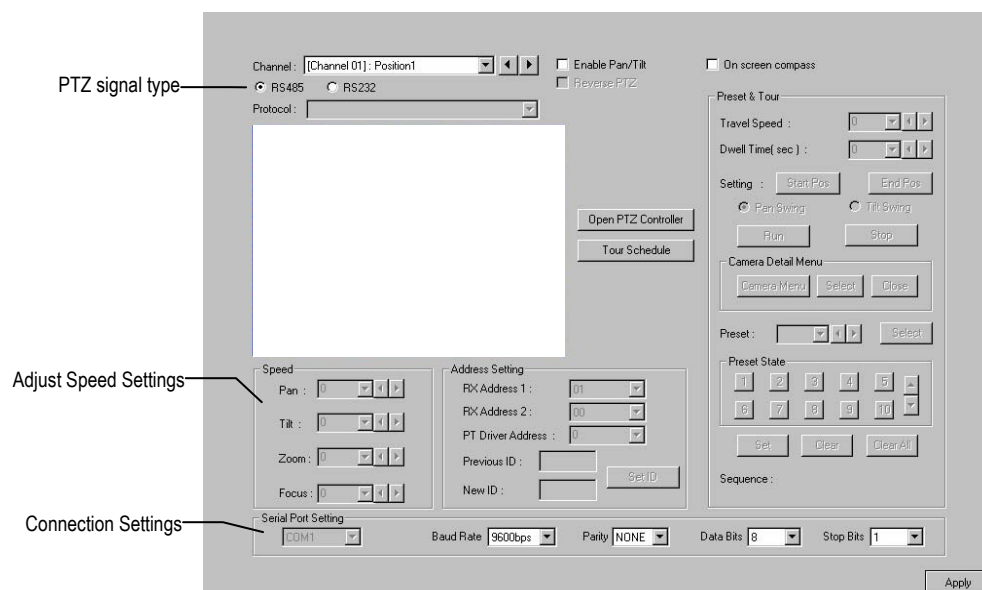 Channel : [Channel 01] : Position1
Enable Pan/Tilt
On screen compass
PTZ signal type
RS485 RS232
Reverse PTZ
Protocol :
Preset & Tour
Travel Speed : 0
Dwell Time( sec ) : 0
Setting : Start Pos End Pos
Pan Swing Tilt Swing
Run Stop
Open PTZ Controller
Tour Schedule
Camera Detail Menu
Camera Menu Select Close
Preset : Select
Preset State
1 2 3 4 5
6 7 8 9 10
Set Clear Clear All
Sequence :
Adjust Speed Settings
Speed
Pan : 0
Tilt : 0
Zoom : 0
Focus : 0
Address Setting
RX Address 1 : 01
RX Address 2 : 00
PT Driver Address : 0
Previous ID :
New ID :
Set ID
Connection Settings
Serial Port Setting
COM1 Baud Rate 9600bps Parity NONE Data Bits 8 Stop Bits 1
Apply